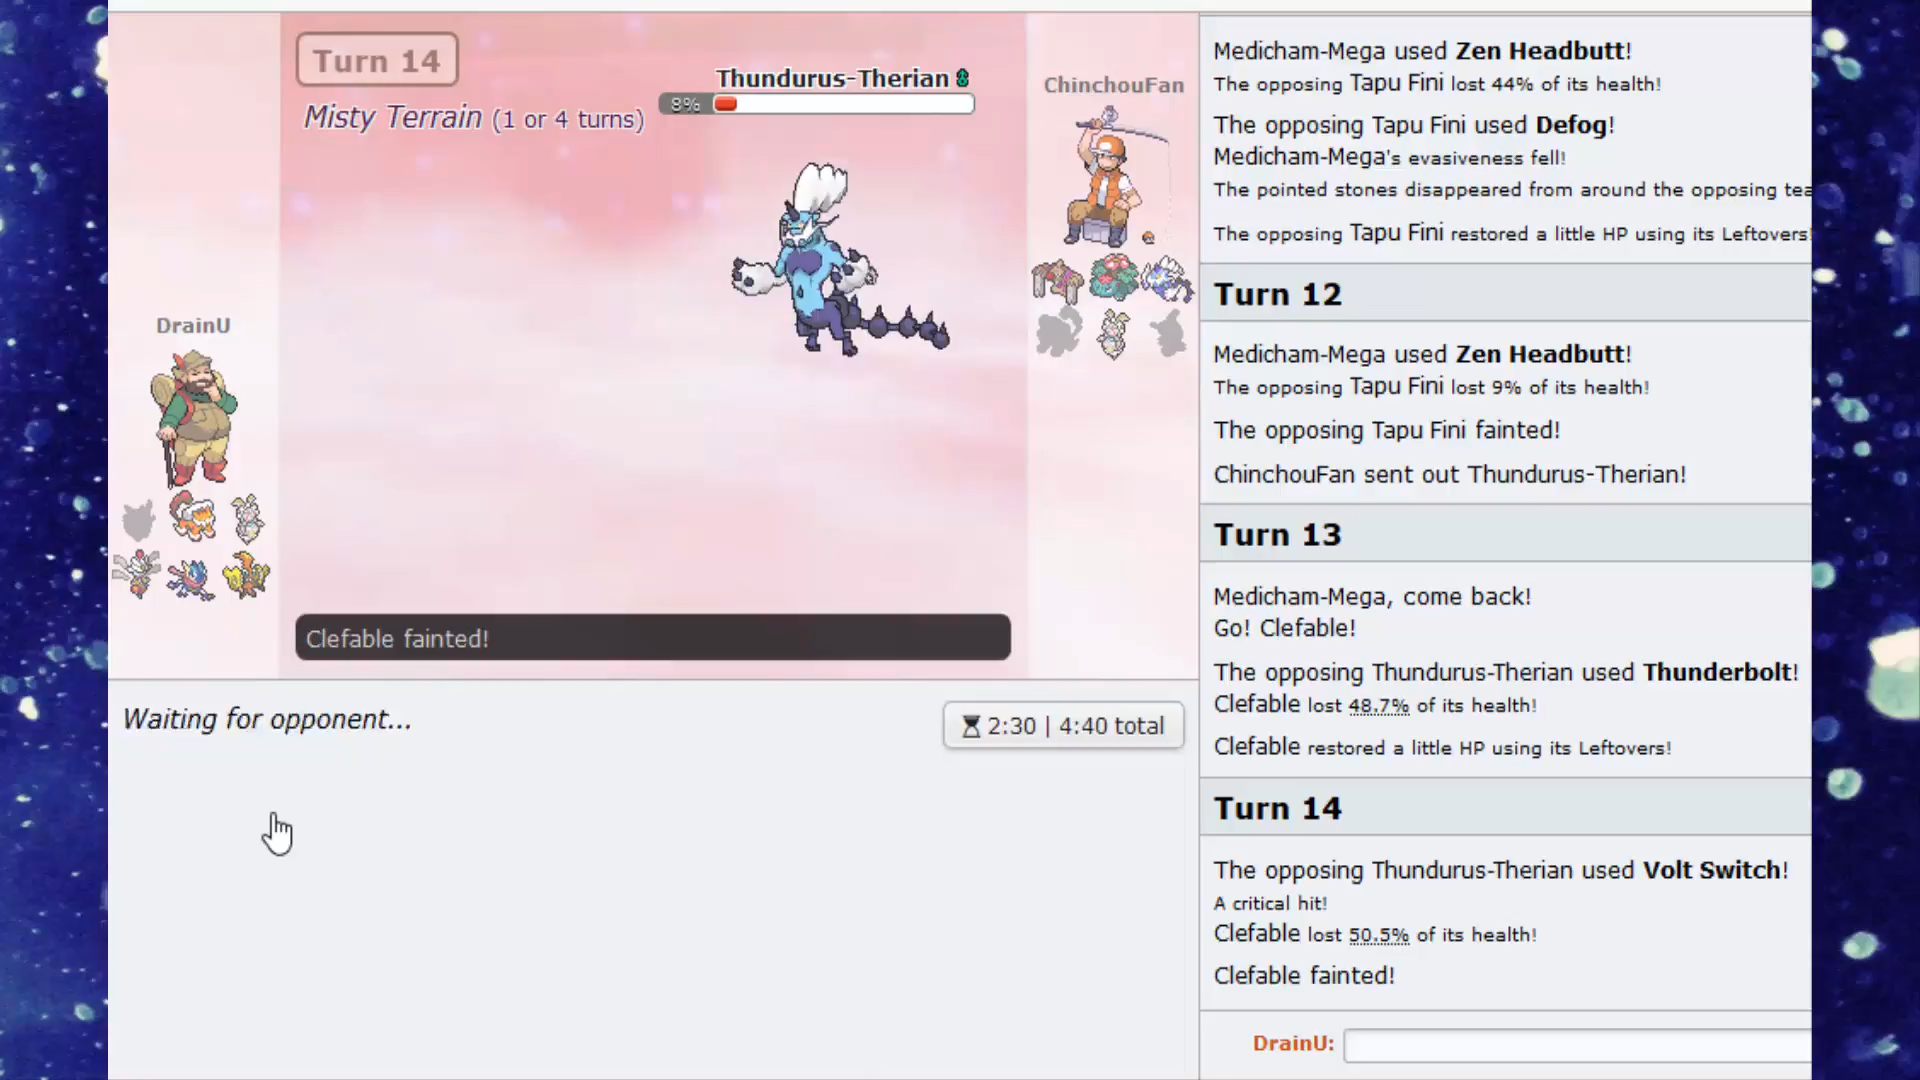 Turn 14
Misty Terrain (1 or 4 turns)
Thundurus-Therian
8%
ChinchouFan
DrainU
Clefable fainted!
Waiting for opponent...
2:30 | 4:40 total
Medicham-Mega used Zen Headbutt!
The opposing Tapu Fini lost 44% of its health!
The opposing Tapu Fini used Defog!
Medicham-Mega's evasiveness fell!
The pointed stones disappeared from around the opposing tea
The opposing Tapu Fini restored a little HP using its Leftovers!
Turn 12
Medicham-Mega used Zen Headbutt!
The opposing Tapu Fini lost 9% of its health!
The opposing Tapu Fini fainted!
ChinchouFan sent out Thundurus-Therian!
Turn 13
Medicham-Mega, come back!
Go! Clefable!
The opposing Thundurus-Therian used Thunderbolt!
Clefable lost 48.7% of its health!
Clefable restored a little HP using its Leftovers!
Turn 14
The opposing Thundurus-Therian used Volt Switch!
A critical hit!
Clefable lost 50.5% of its health!
Clefable fainted!
DrainU: